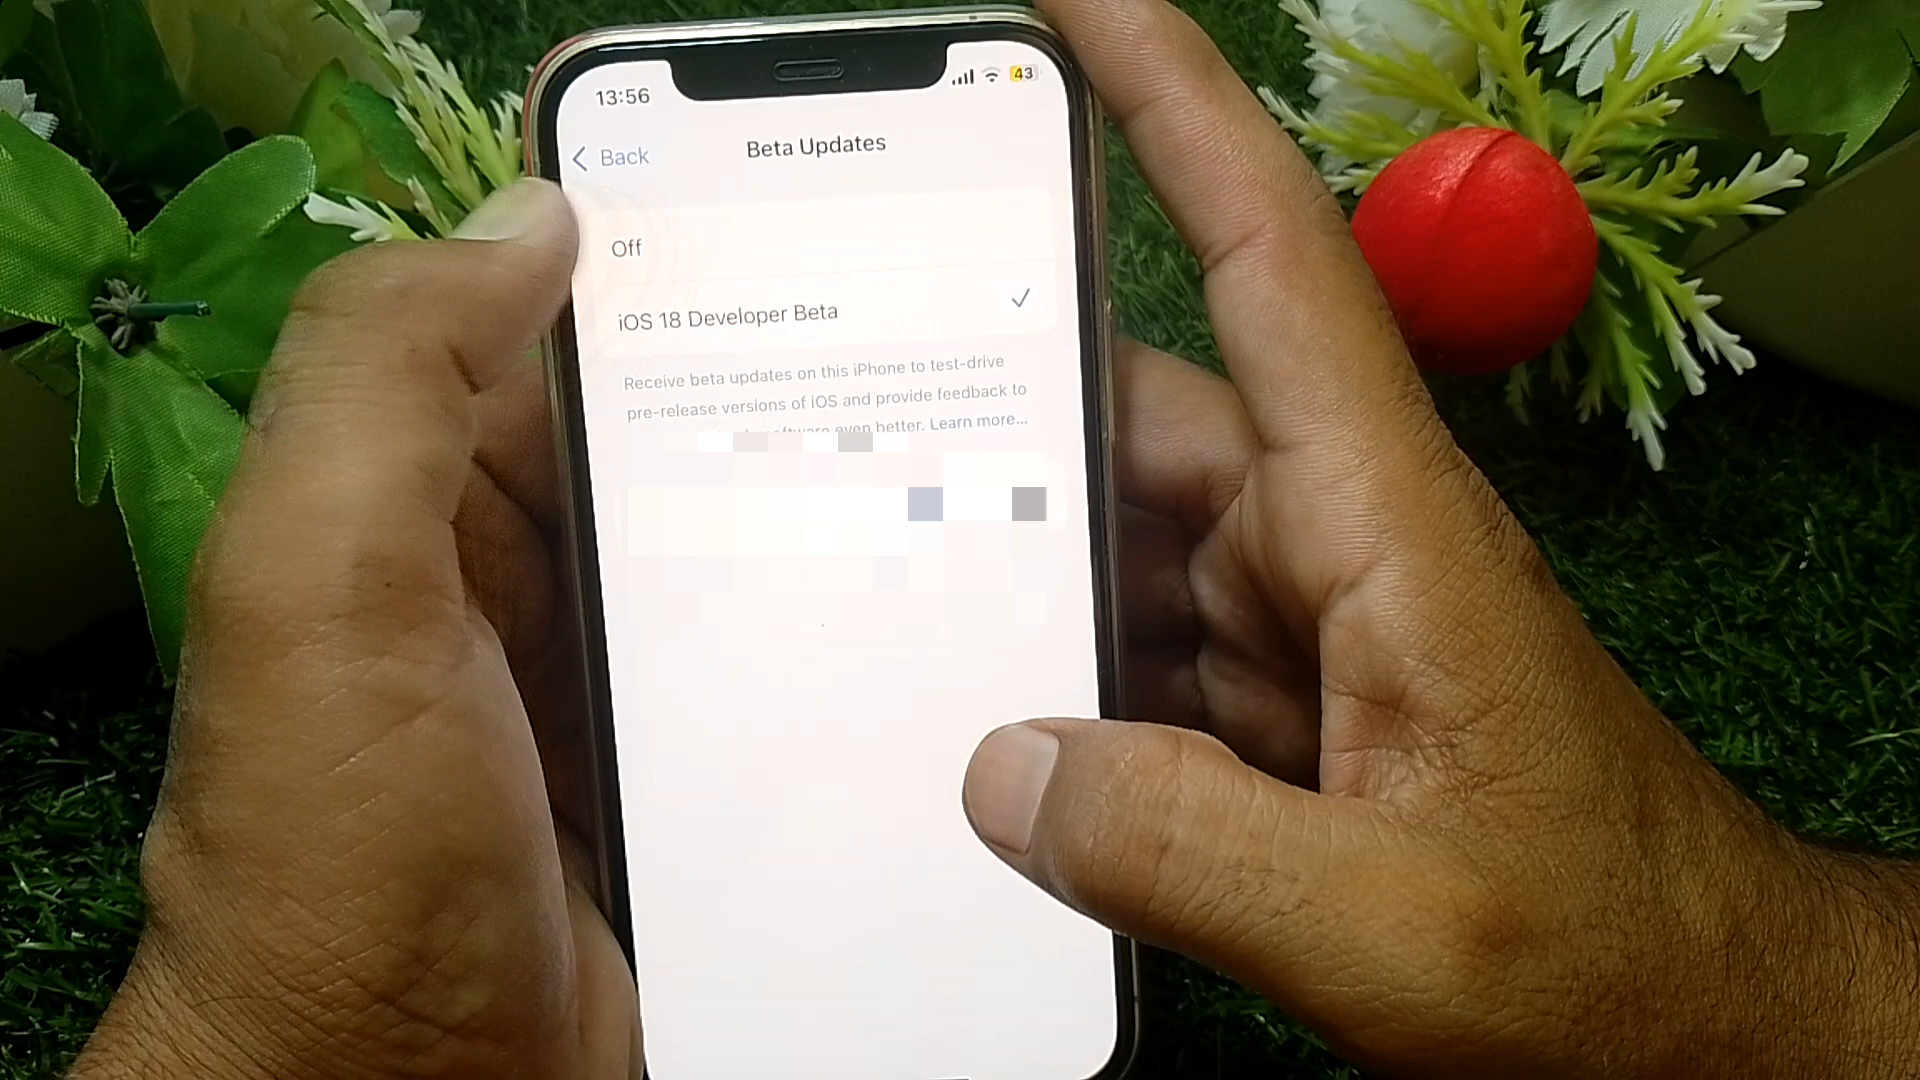 13:56
43
Back
Beta Updates
Off
iOS 18 Developer Beta
Receive beta updates on this iPhone to test-drive
pre-release versions of iOS and provide feedback to
software even better. Learn more...